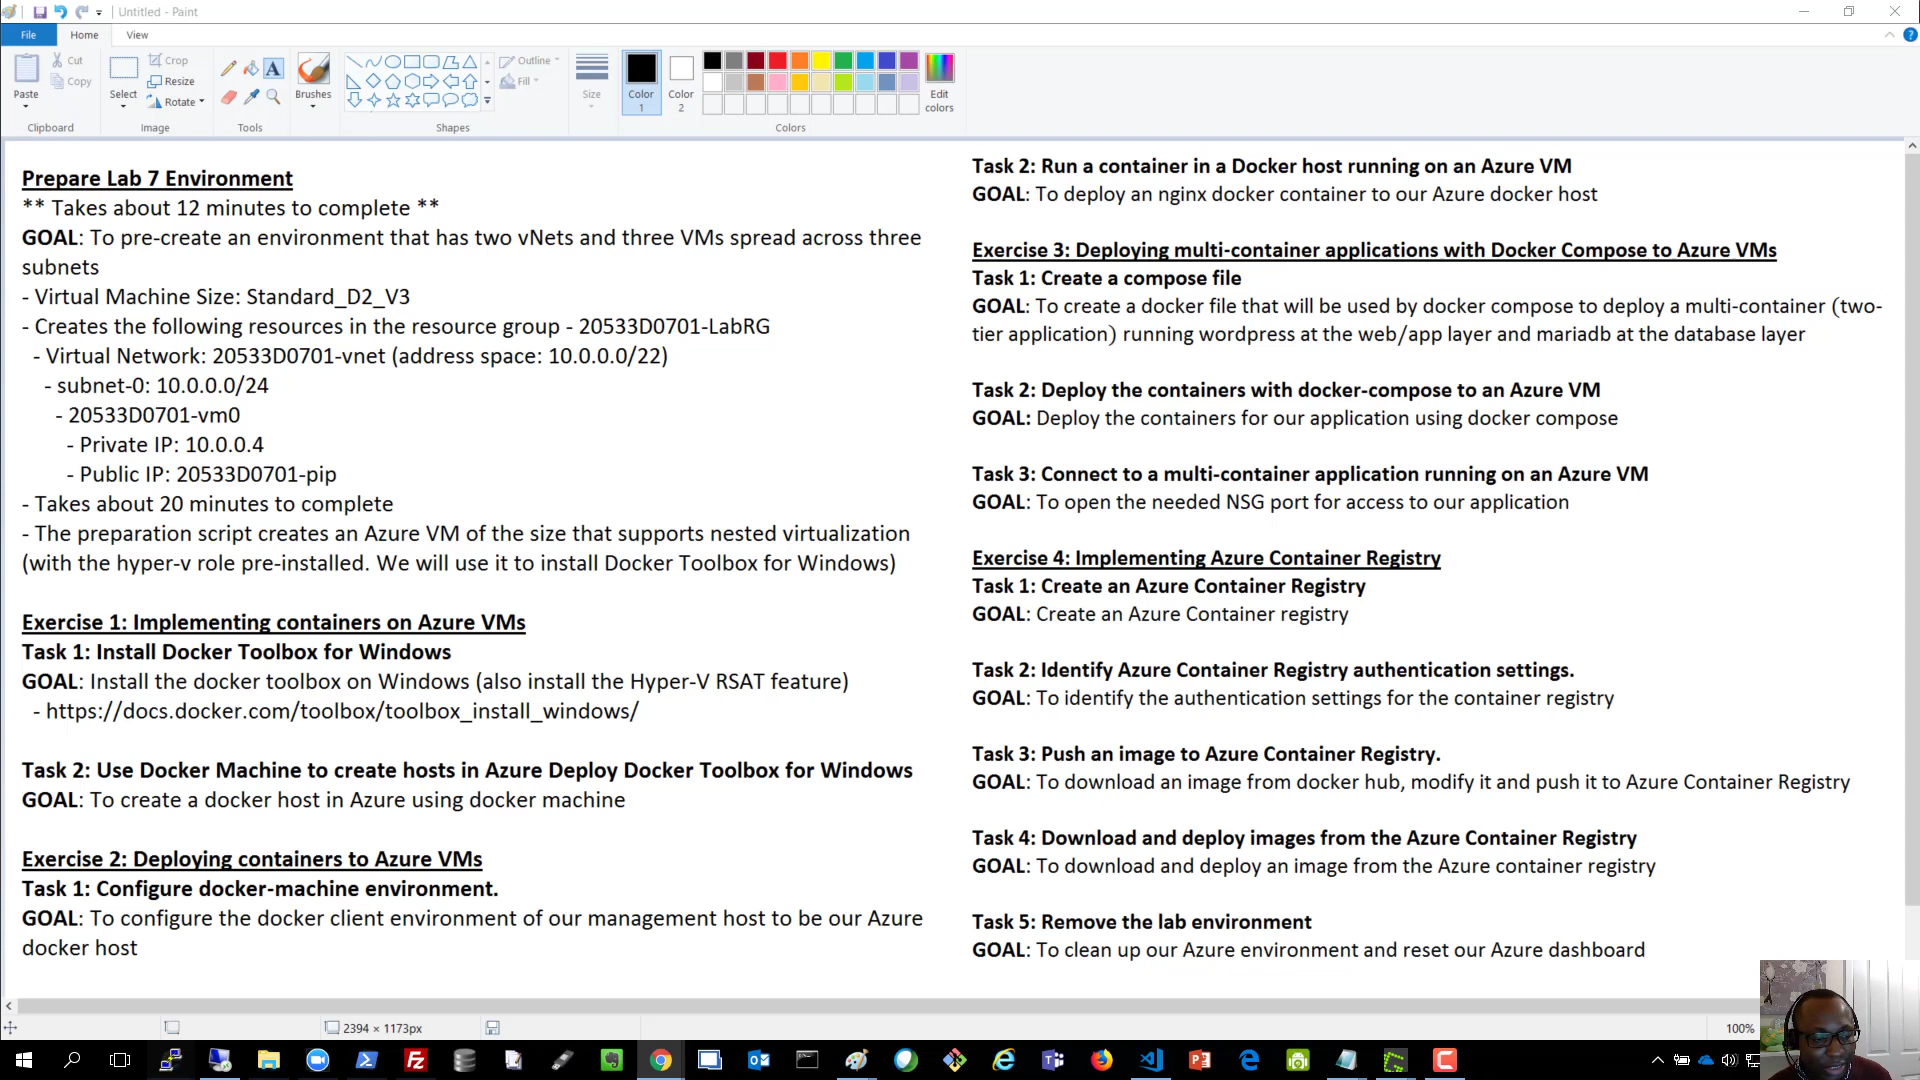 Untitled - Paint
File
Home
View
Paste
Cut
Copy
Clipboard
Select
Crop
Resize
Rotate
Image
Tools
Brushes
Shapes
Outline
Fill
Size
Color
1
Color
2
Edit
colors
Colors
Prepare Lab 7 Environment
** Takes about 12 minutes to complete **
GOAL: To pre-create an environment that has two vNets and three VMs spread across three
subnets
- Virtual Machine Size: Standard_D2_V3
- Creates the following resources in the resource group - 20533D0701-LabRG
- Virtual Network: 20533D0701-vnet (address space: 10.0.0.0/22)
- subnet-0: 10.0.0.0/24
- 20533D0701-vm0
- Private IP: 10.0.0.4
- Public IP: 20533D0701-pip
- Takes about 20 minutes to complete
- The preparation script creates an Azure VM of the size that supports nested virtualization
(with the hyper-v role pre-installed. We will use it to install Docker Toolbox for Windows)
Exercise 1: Implementing containers on Azure VMs
Task 1: Install Docker Toolbox for Windows
GOAL: Install the docker toolbox on Windows (also install the Hyper-V RSAT feature)
- https://docs.docker.com/toolbox/toolbox_install_windows/
Task 2: Use Docker Machine to create hosts in Azure Deploy Docker Toolbox for Windows
GOAL: To create a docker host in Azure using docker machine
Exercise 2: Deploying containers to Azure VMs
Task 1: Configure docker-machine environment.
GOAL: To configure the docker client environment of our management host to be our Azure
docker host
Task 2: Run a container in a Docker host running on an Azure VM
GOAL: To deploy an nginx docker container to our Azure docker host
Exercise 3: Deploying multi-container applications with Docker Compose to Azure VMs
Task 1: Create a compose file
GOAL: To create a docker file that will be used by docker compose to deploy a multi-container (two-
tier application) running wordpress at the web/app layer and mariadb at the database layer
Task 2: Deploy the containers with docker-compose to an Azure VM
GOAL: Deploy the containers for our application using docker compose
Task 3: Connect to a multi-container application running on an Azure VM
GOAL: To open the needed NSG port for access to our application
Exercise 4: Implementing Azure Container Registry
Task 1: Create an Azure Container Registry
GOAL: Create an Azure Container registry
Task 2: Identify Azure Container Registry authentication settings.
GOAL: To identify the authentication settings for the container registry
Task 3: Push an image to Azure Container Registry.
GOAL: To download an image from docker hub, modify it and push it to Azure Container Registry
Task 4: Download and deploy images from the Azure Container Registry
GOAL: To download and deploy an image from the Azure container registry
Task 5: Remove the lab environment
GOAL: To clean up our Azure environment and reset our Azure dashboard
2394 × 1173px
100%